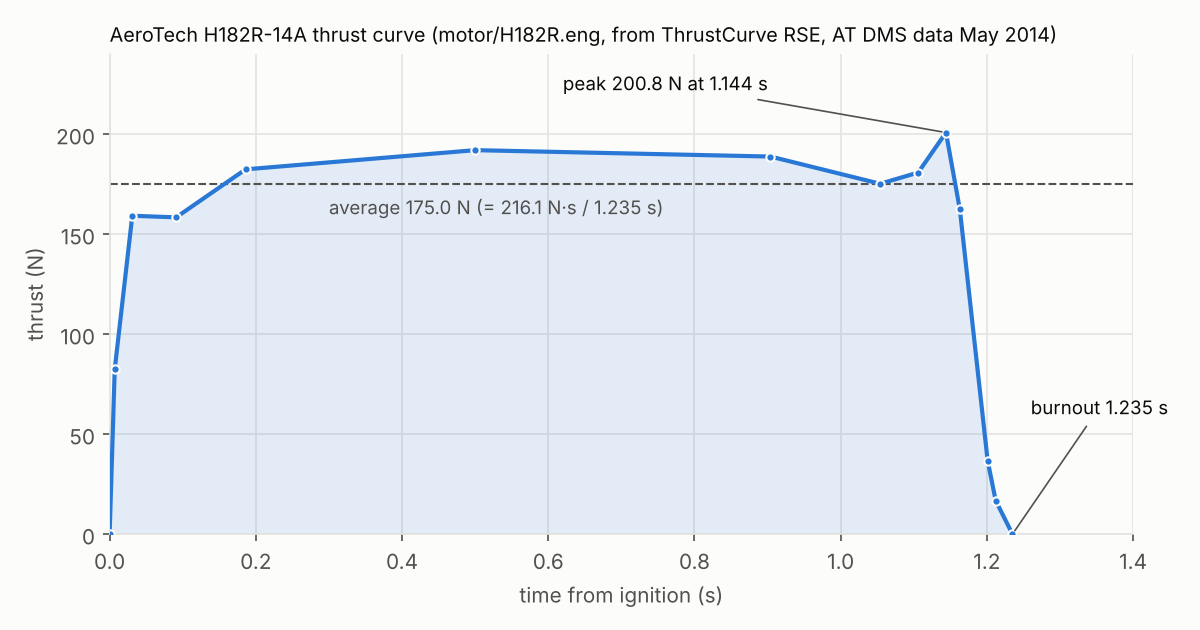 AeroTech H182R-14A thrust curve (motor/H182R.eng, from ThrustCurve RSE, AT DMS data May 2014)
peak 200.8 N at 1.144 s
200
average 175.0 N (= 216.1 N·s / 1.235 s)
150
thrust (N)
100
burnout 1.235 s
50
0
0.0 0.2 0.4 0.6 0.8 1.0 1.2 1.4
time from ignition (s)